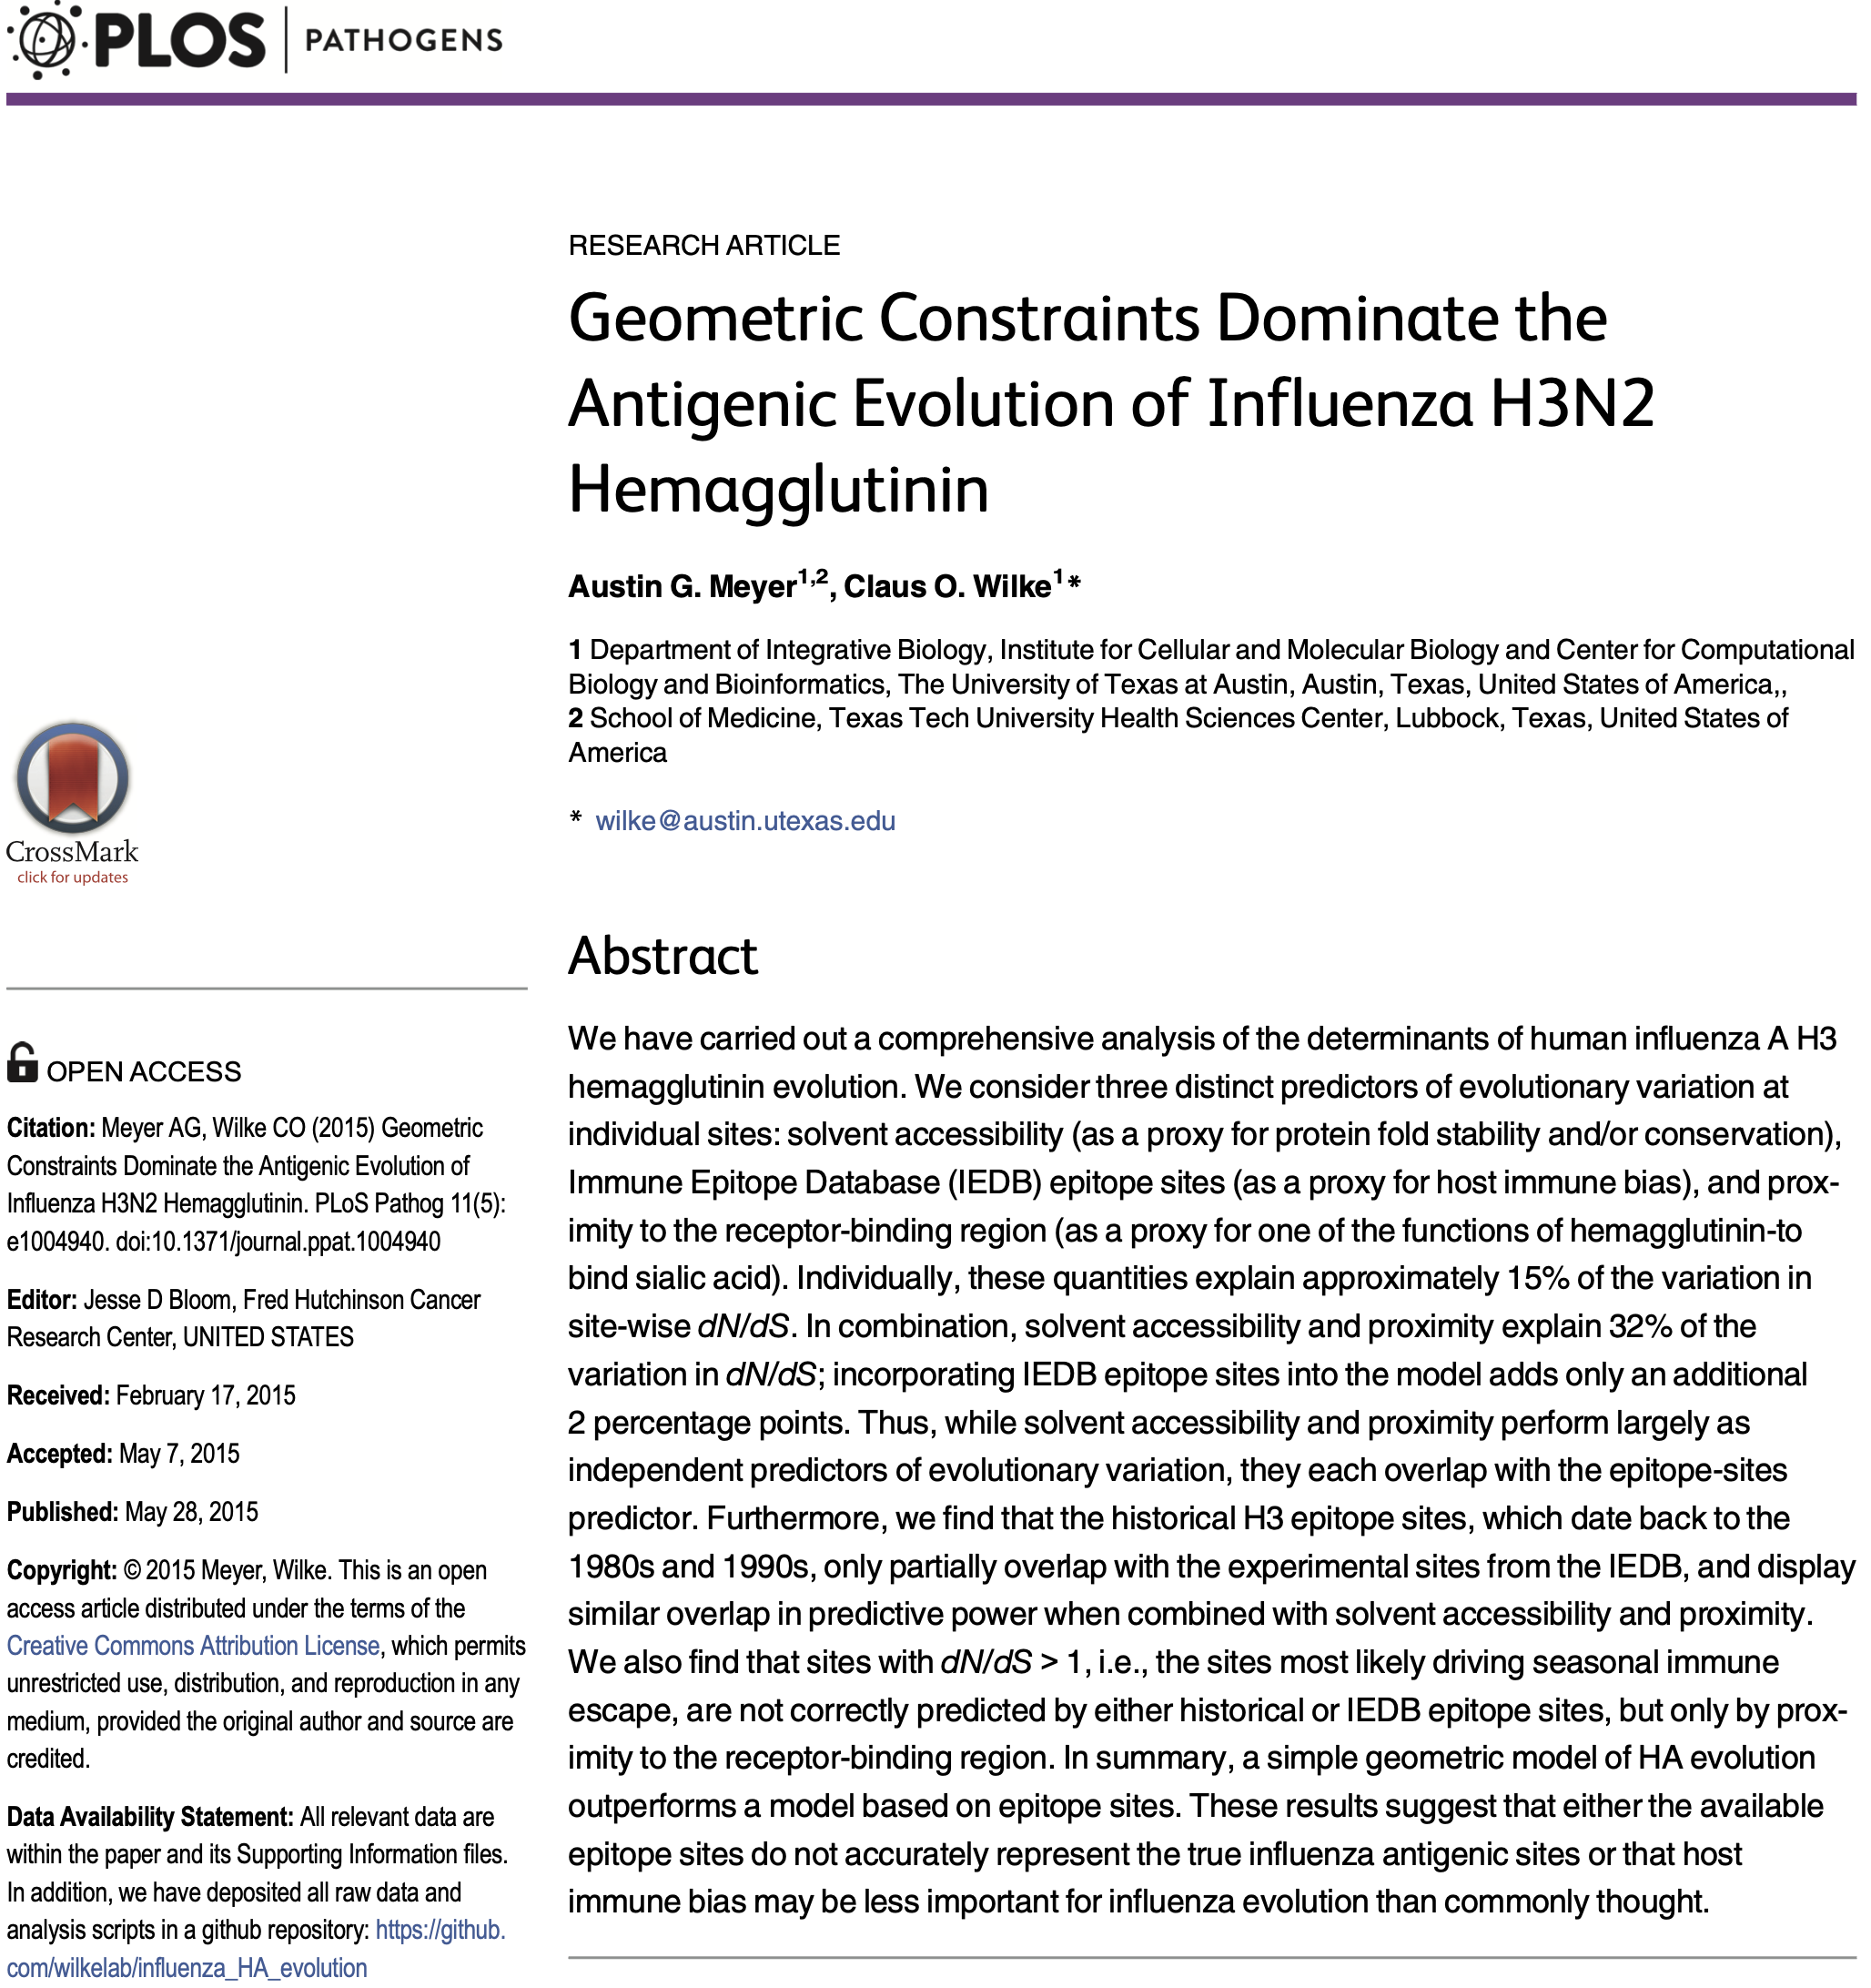 PLOS | PATHOGENS
RESEARCH ARTICLE
Geometric Constraints Dominate the
Antigenic Evolution of Influenza H3N2
Hemagglutinin
Austin G. Meyer1,2, Claus O. Wilke1*
1 Department of Integrative Biology, Institute for Cellular and Molecular Biology and Center for Computational
Biology and Bioinformatics, The University of Texas at Austin, Austin, Texas, United States of America,,
2 School of Medicine, Texas Tech University Health Sciences Center, Lubbock, Texas, United States of
America
* wilke@austin.utexas.edu
CrossMark
click for updates
Abstract
We have carried out a comprehensive analysis of the determinants of human influenza A H3
hemagglutinin evolution. We consider three distinct predictors of evolutionary variation at
individual sites: solvent accessibility (as a proxy for protein fold stability and/or conservation),
Immune Epitope Database (IEDB) epitope sites (as a proxy for host immune bias), and prox-
imity to the receptor-binding region (as a proxy for one of the functions of hemagglutinin-to
bind sialic acid). Individually, these quantities explain approximately 15% of the variation in
site-wise dN/dS. In combination, solvent accessibility and proximity explain 32% of the
variation in dN/dS; incorporating IEDB epitope sites into the model adds only an additional
2 percentage points. Thus, while solvent accessibility and proximity perform largely as
independent predictors of evolutionary variation, they each overlap with the epitope-sites
predictor. Furthermore, we find that the historical H3 epitope sites, which date back to the
1980s and 1990s, only partially overlap with the experimental sites from the IEDB, and display
similar overlap in predictive power when combined with solvent accessibility and proximity.
We also find that sites with dN/dS > 1, i.e., the sites most likely driving seasonal immune
escape, are not correctly predicted by either historical or IEDB epitope sites, but only by prox-
imity to the receptor-binding region. In summary, a simple geometric model of HA evolution
outperforms a model based on epitope sites. These results suggest that either the available
epitope sites do not accurately represent the true influenza antigenic sites or that host
immune bias may be less important for influenza evolution than commonly thought.
OPEN ACCESS
Citation: Meyer AG, Wilke CO (2015) Geometric
Constraints Dominate the Antigenic Evolution of
Influenza H3N2 Hemagglutinin. PLoS Pathog 11(5):
e1004940. doi:10.1371/journal.ppat.1004940
Editor: Jesse D Bloom, Fred Hutchinson Cancer
Research Center, UNITED STATES
Received: February 17, 2015
Accepted: May 7, 2015
Published: May 28, 2015
Copyright: © 2015 Meyer, Wilke. This is an open
access article distributed under the terms of the
Creative Commons Attribution License, which permits
unrestricted use, distribution, and reproduction in any
medium, provided the original author and source are
credited.
Data Availability Statement: All relevant data are
within the paper and its Supporting Information files.
In addition, we have deposited all raw data and
analysis scripts in a github repository: https://github.
com/wilkelab/influenza_HA_evolution